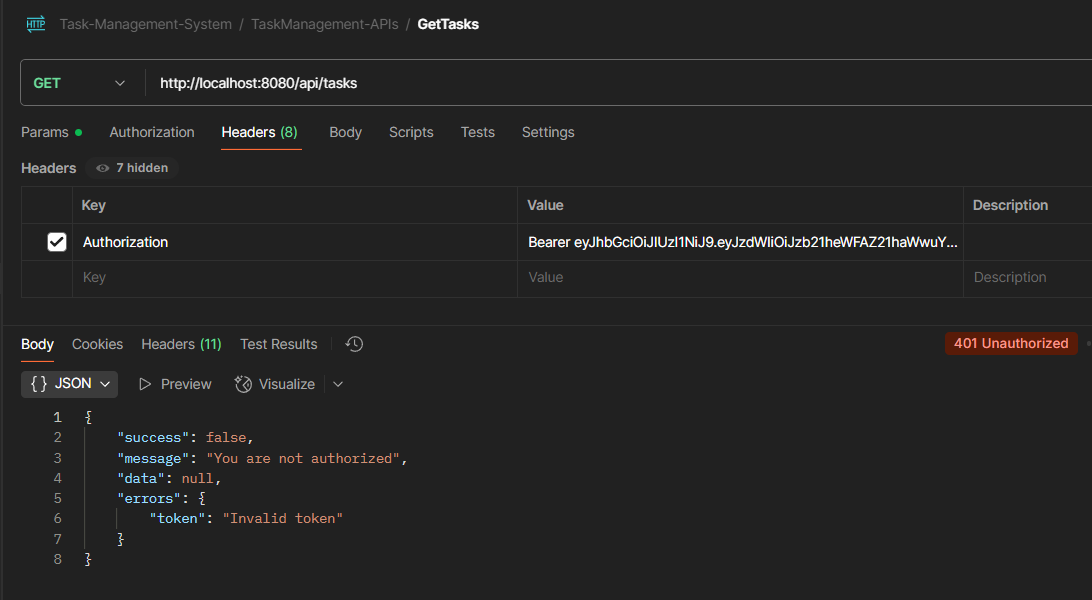 HTTP Task-Management-System / TaskManagement-APIs / GetTasks
GET http://localhost:8080/api/tasks
Params Authorization Headers (8) Body Scripts Tests Settings
Headers 7 hidden
Key Value Description
Authorization Bearer eyJhbGciOiJIUzI1NiJ9.eyJzdWIiOiJzb21heWFAZ21haWwuY...
Key Value Description
Body Cookies Headers (11) Test Results 401 Unauthorized
{} JSON Preview Visualize
1 {
2 "success": false,
3 "message": "You are not authorized",
4 "data": null,
5 "errors": {
6 "token": "Invalid token"
7 }
8 }